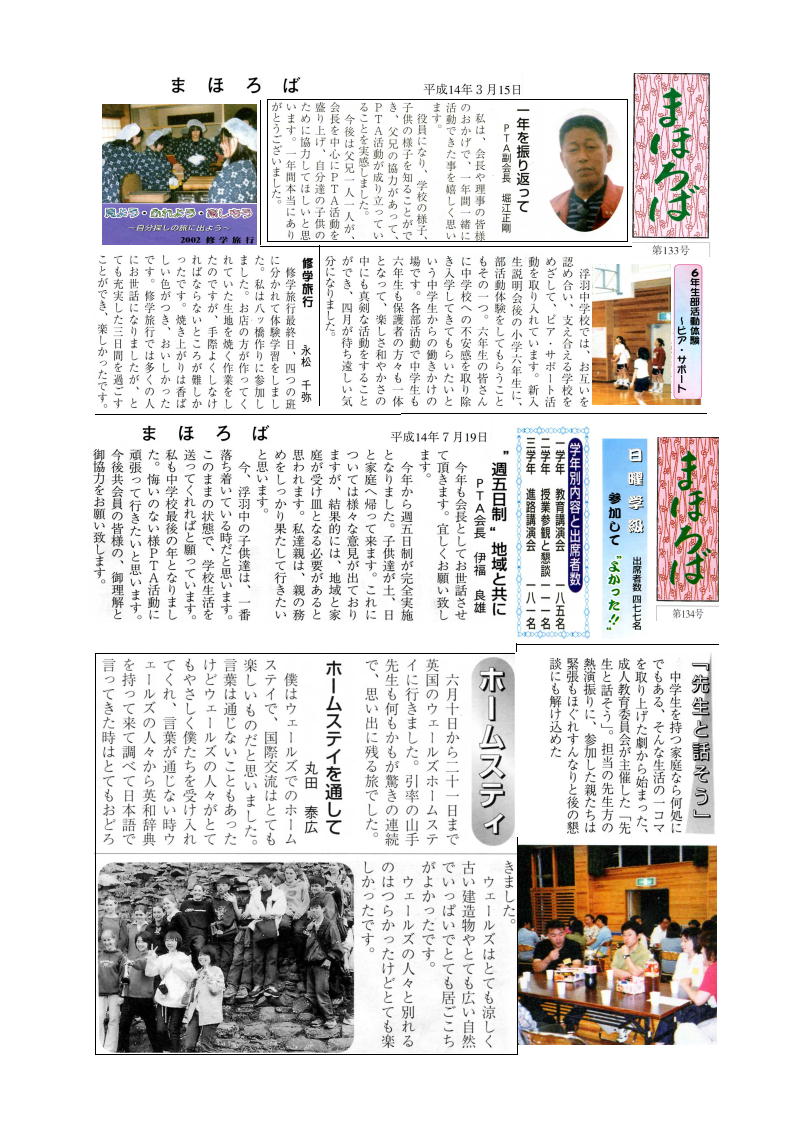 まほろば
平成14年3月15日
まほろば
第133号
一年を振り返って
PTA副会長 堀江正剛
私は、会長や理事の皆様
のおかげで、一年間一緒に
活動できた事を嬉しく思い
ます。
役員になり、学校の様子、
子供の様子を知ることがで
き、父兄の協力があって、
PTA活動が成り立ってい
ることを実感しました。
今後は父兄一人一人が、
会長を中心にPTA活動を
盛り上げ、自分達の子供の
ために協力してほしいと思
います。一年間本当にあり
がとうございました。
見よう・ふれよう・楽しもう
～自分探しの旅に出よう～
2002 修学旅行
6年生部活動体験
～ピア・サポート
浮羽中学校では、お互いを
認め合い、支え合える学校を
めざして、ピア・サポート活
動を取り入れています。新入
生説明会後の小学六年生に、
部活動体験をしてもらうこと
もその一つ。六年生の皆さん
に中学校への不安感を取り除
き入学してきてもらいたいと
いう中学生からの働きかけの
場です。各部活動で中学生も
六年生も保護者の方々も一体
となって、楽しさ和やかさの
中にも真剣な活動をすること
ができ、四月が待ち遠しい気
分になりました。
修学旅行
永松 千弥
修学旅行最終日、四つの班
に分かれて体験学習をしまし
た。私は八ッ橋作りに参加し
ました。お店の方が作ってく
れていた生地を焼く作業をし
たのですが、手際よくしなけ
ればならないところが難しか
ったです。焼き上がりは香ば
しい色がつき、おいしかった
です。修学旅行では多くの人
にお世話になりましたが、と
ても充実した三日間を過ごす
ことができ、楽しかったです。
まほろば
平成14年7月19日
まほろば
第134号
日曜学級
参加して“よかった!!”
出席者数 四七七名
学年別内容と出席者数
一学年 教育講演会 一八五名
二学年 授業参観と懇談 一一一名
三学年 進路講演会 一八一名
“週五日制” 地域と共に
PTA会長 伊福 良雄
今年も会長としてお世話させ
て頂きます。宜しくお願い致し
ます。
今年から週五日制が完全実施
となりました。子供達が土、日
と家庭へ帰って来ます。これに
ついては様々な意見が出ており
ますが、結果的には、地域と家
庭が受け皿となる必要があると
思われます。私達親は、親の務
めをしっかり果たして行きたい
と思います。
今、浮羽中の子供達は、一番
落ち着いている時だと思います。
このままの状態で、学校生活を
送ってくれればと願っています。
私も中学校最後の年となりまし
た。悔いのない様PTA活動に
頑張って行きたいと思います。
今後共会員の皆様の、御理解と
御協力をお願い致します。
「先生と話そう」
中学生を持つ家庭なら何処に
でもある、そんな生活の一コマ
を取り上げた劇から始まった、
成人教育委員会が主催した「先
生と話そう」。担当の先生方の
熱演振りに、参加した親たちは
緊張もほぐれすんなりと後の懇
談にも解け込めた
ホームスティ
六月十日から二十一日まで
英国のウェールズホームステ
イに行きました。引率の山手
先生も何もかもが驚きの連続
で、思い出に残る旅でした。
ホームステイを通して
丸田 泰広
僕はウェールズでのホーム
ステイで、国際交流はとても
楽しいものだと思いました。
言葉は通じないこともあった
けどウェールズの人々がとて
もやさしく僕たちを受け入れ
てくれ、言葉が通じない時ウ
ェールズの人々から英和辞典
を持って来て調べて日本語で
言ってきた時はとてもおどろ
きました。
ウェールズはとても涼しく
古い建造物やとても広い自然
でいっぱいでとても居ごこち
がよかったです。
ウェールズの人々と別れる
のはつらかったけどとても楽
しかったです。